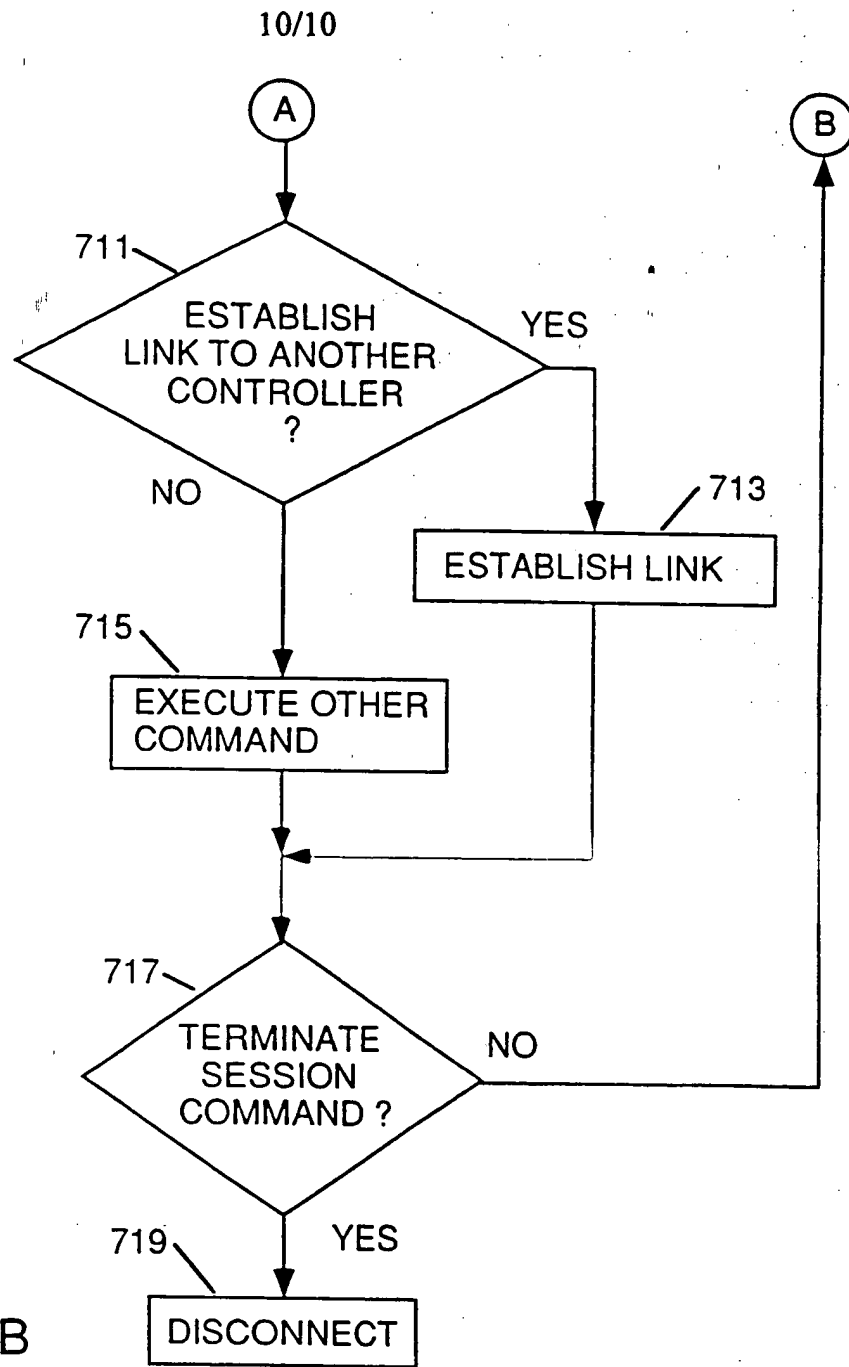 10/10
A
B
711
ESTABLISH
LINK TO ANOTHER
CONTROLLER
?
YES
NO
713
ESTABLISH LINK
715
EXECUTE OTHER
COMMAND
717
TERMINATE
SESSION
COMMAND ?
NO
YES
719
DISCONNECT
B